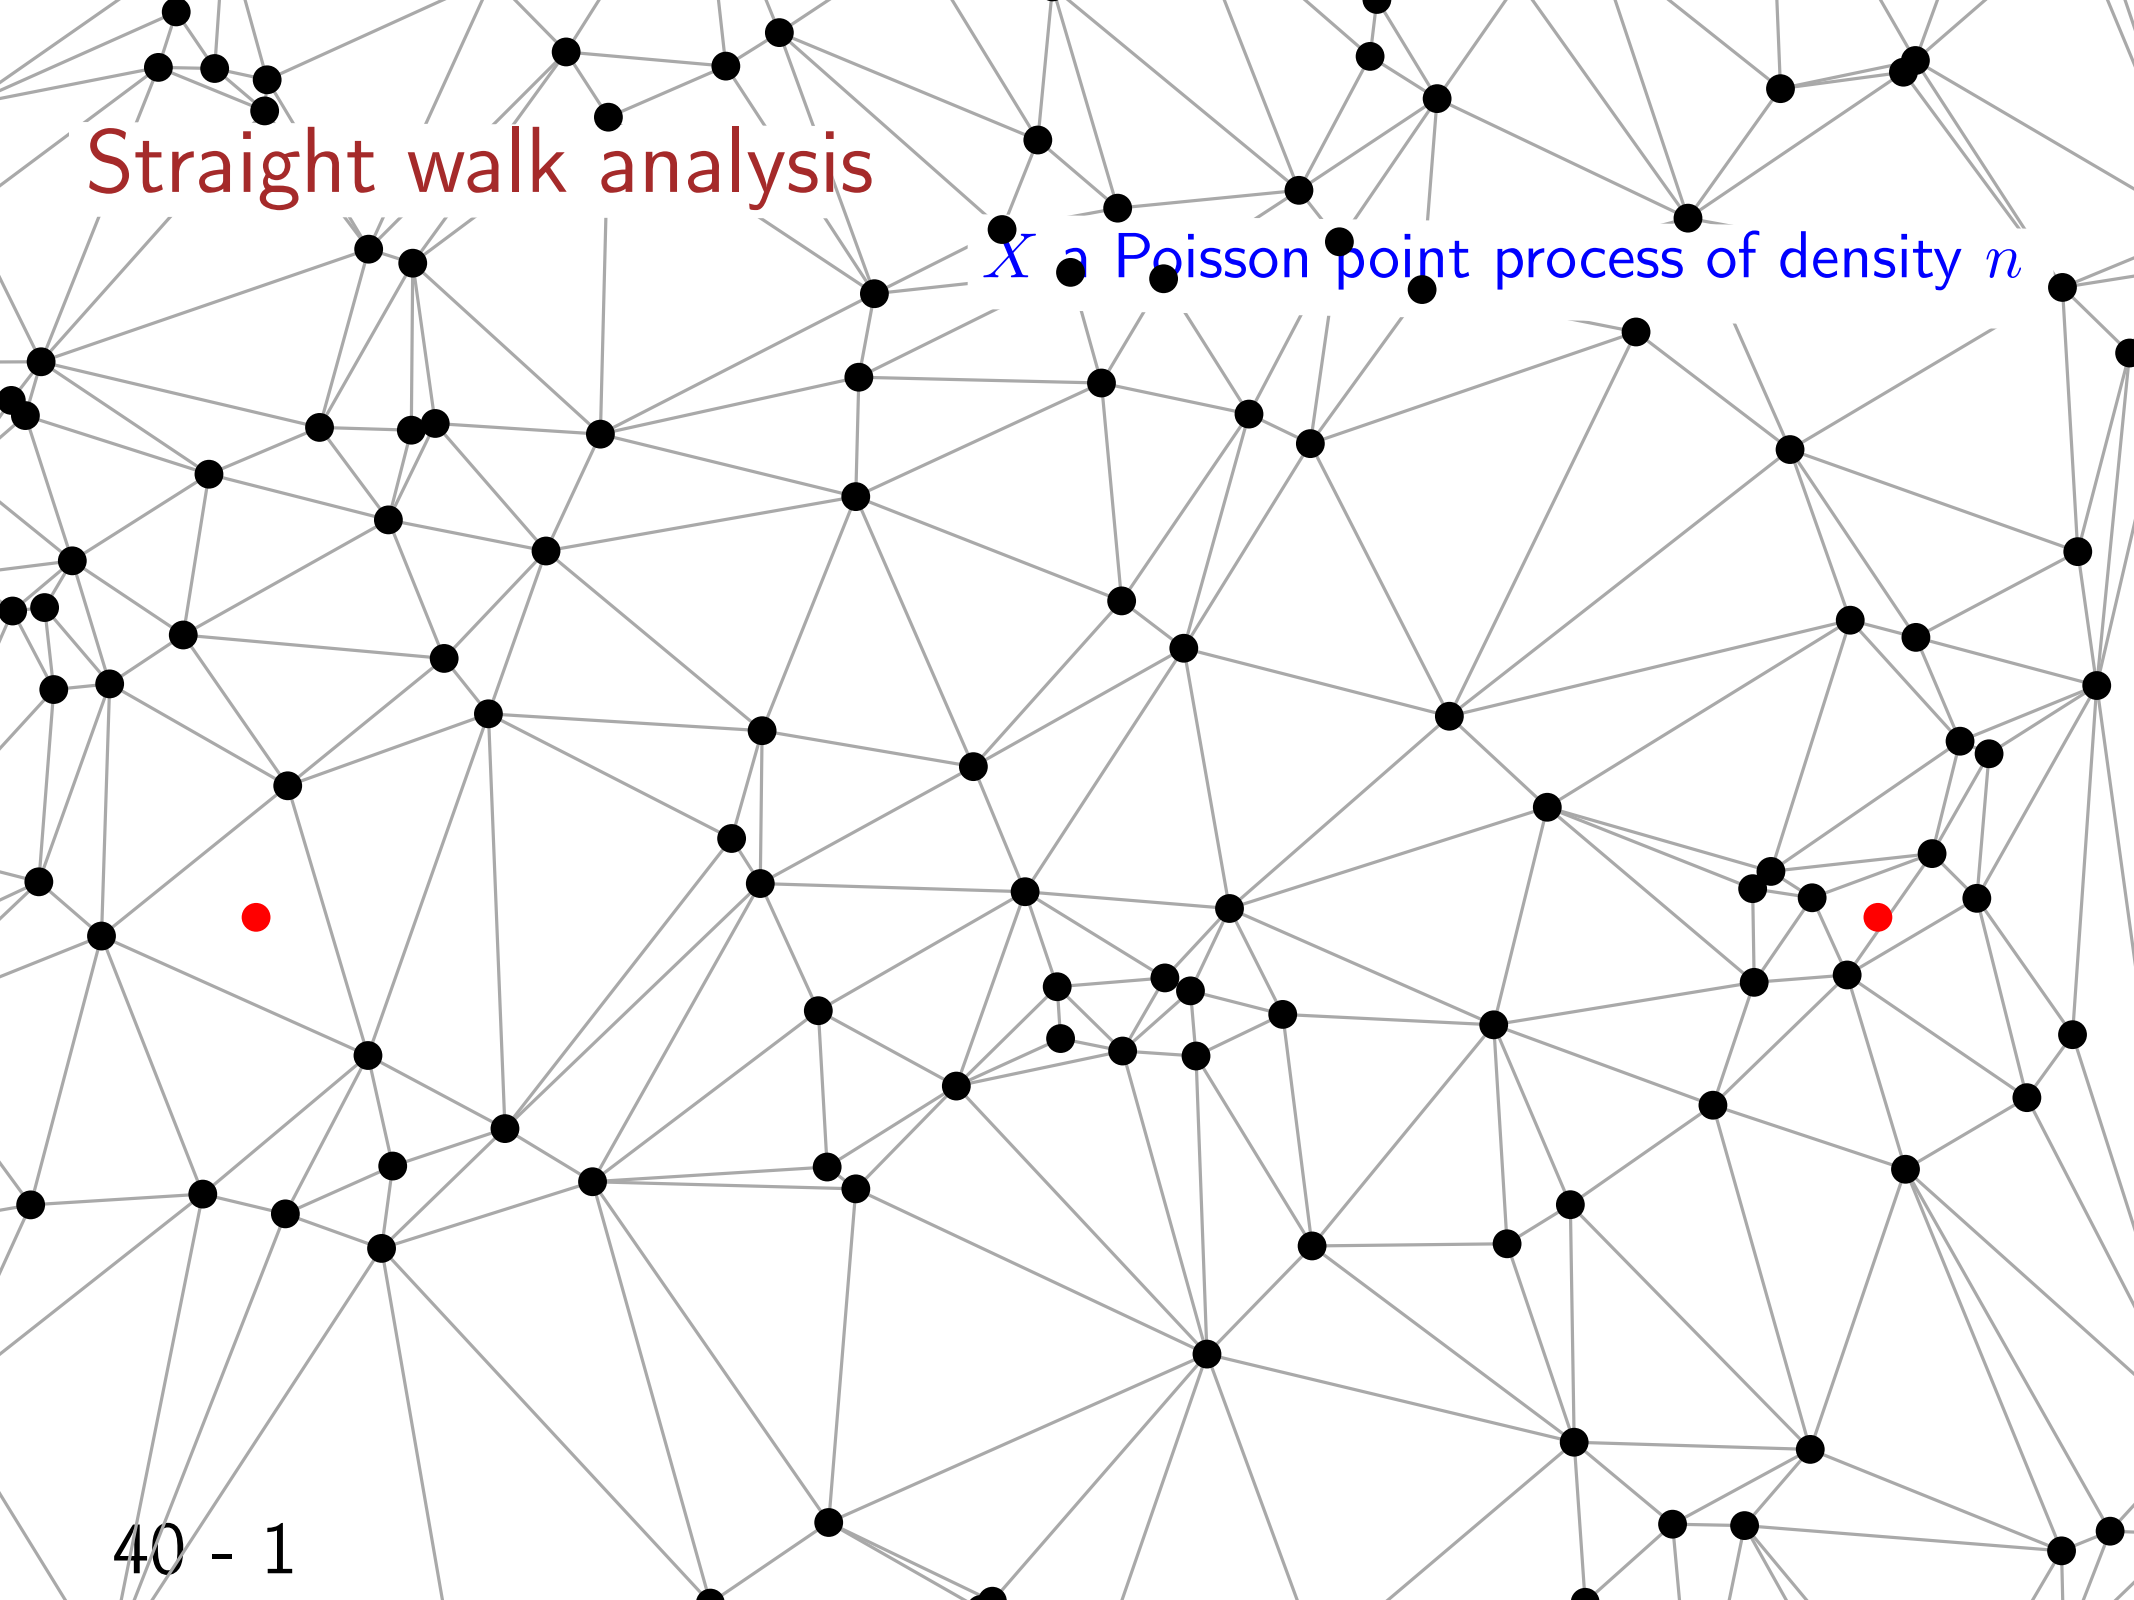 Straight walk analysis
X a Poisson point process of density n
40 - 1